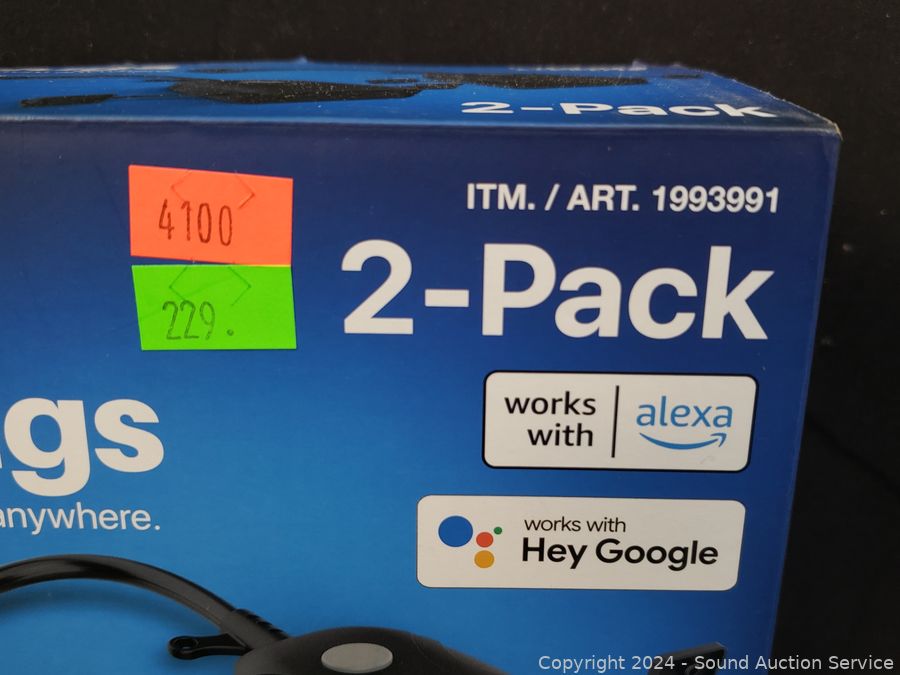 2-Pack
ITM. / ART. 1993991
4100
2-Pack
229.
works with
alexa
gs
anywhere.
works with
Hey Google
Copyright 2024 - Sound Auction Service